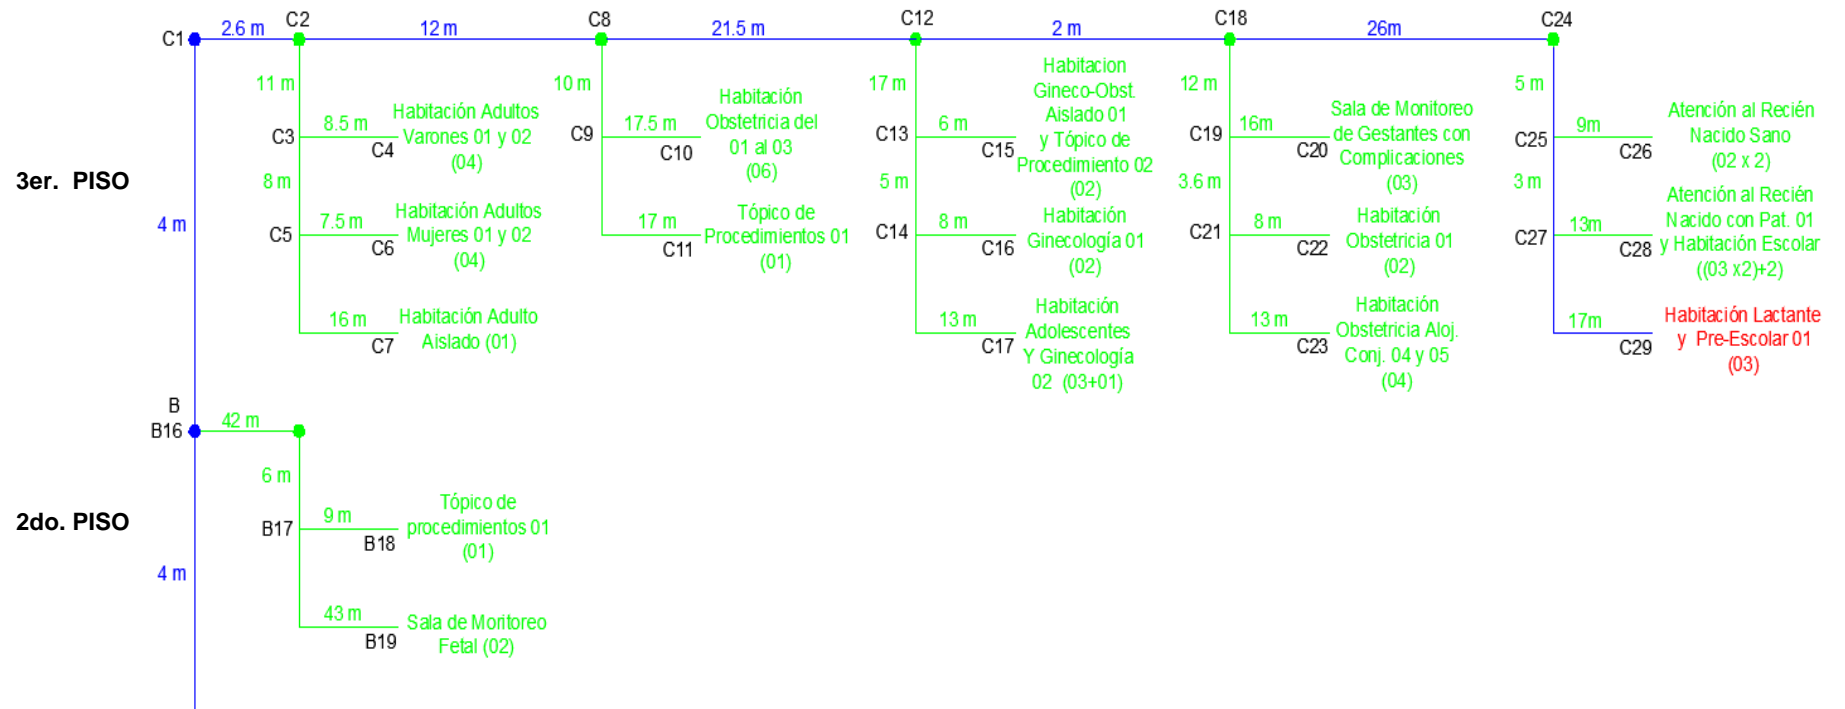 C1
2.6 m
C2
12 m
C8
21.5 m
C12
2 m
C18
26m
C24
3er. PISO
4 m
11 m
C3
8.5 m
C4
Habitación Adultos
Varones 01 y 02
(04)
8 m
C5
7.5 m
C6
Habitación Adultos
Mujeres 01 y 02
(04)
16 m
C7
Habitación Adulto
Aislado (01)
10 m
C9
17.5 m
C10
Habitación
Obstetricia del
01 al 03
(06)
17 m
C11
Tópico de
Procedimientos 01
(01)
17 m
C13
6 m
C15
Habitacion
Gineco-Obst.
Aislado 01
y Tópico de
Procedimiento 02
(02)
5 m
C14
8 m
C16
Habitación
Ginecología 01
(02)
13 m
C17
Habitación
Adolescentes
Y Ginecología
02 (03+01)
12 m
C19
16m
C20
Sala de Monitoreo
de Gestantes con
Complicaciones
(03)
3.6 m
C21
8 m
C22
Habitación
Obstetricia 01
(02)
13 m
C23
Habitación
Obstetricia Aloj.
Conj. 04 y 05
(04)
5 m
C25
9m
C26
Atención al Recién
Nacido Sano
(02 x 2)
3 m
C27
13m
C28
Atención al Recién
Nacido con Pat. 01
y Habitación Escolar
((03 x2)+2)
17m
C29
Habitación Lactante
y Pre-Escolar 01
(03)
B
B16
42 m
2do. PISO
4 m
6 m
B17
9 m
B18
Tópico de
procedimientos 01
(01)
43 m
B19
Sala de Moritoreo
Fetal (02)